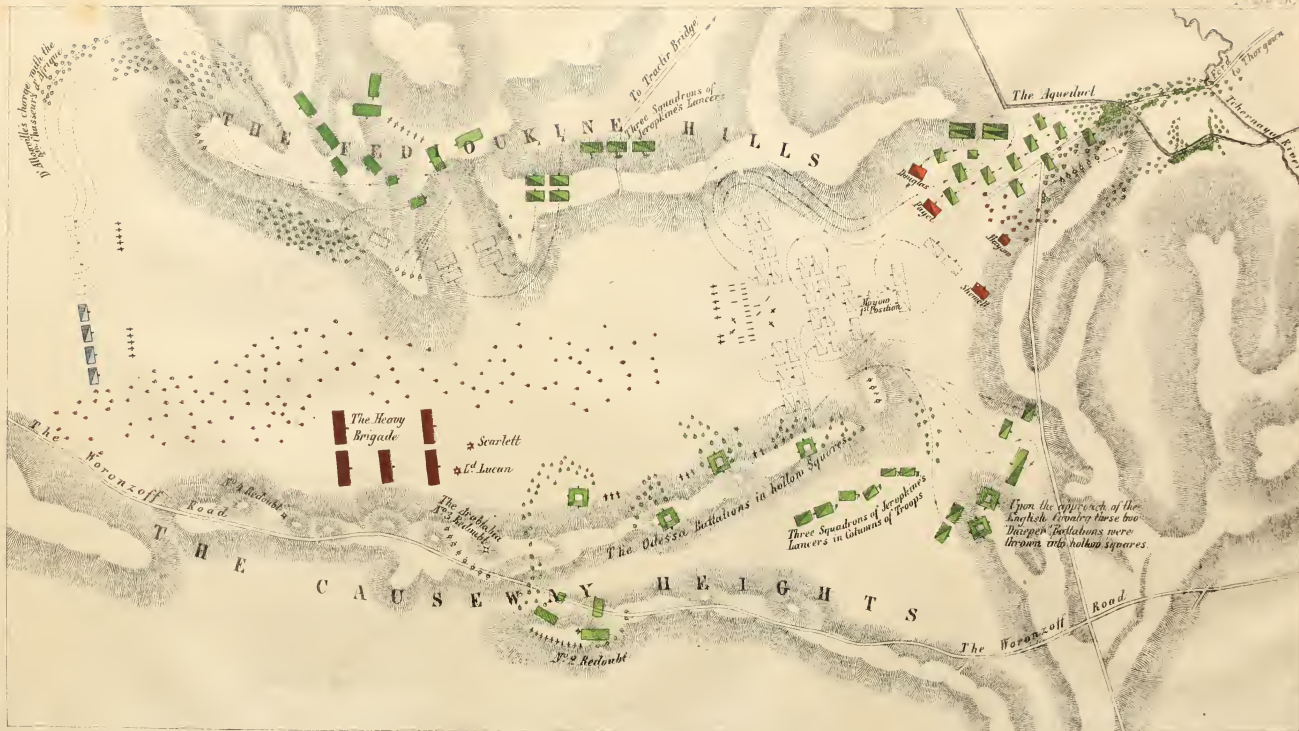 D'Allonville's charge with the
4th Chasseurs d'Afrique
To Tractir Bridge
THE FEDIOUKINE HILLS
Three Squadrons of
Jeropkine's Lancers
The Aqueduct
Ford
to Thorgoun
Tchernaya River
Douglas
Paget
Mayow
Shewell
Mayow
1st Position
The Heavy
Brigade
Scarlett
Ld Lucan
The Woronzoff Road
No 4 Redoubt
The Arabtabia
No 3 Redoubt
The Odessa Battalions in hollow Squares
Three Squadrons of Jeropkine's
Lancers in Columns of Troops
Upon the approach of the
English Cavalry these two
Dnieper Battalions were
thrown into hollow squares.
THE CAUSEWAY HEIGHTS
No 2 Redoubt
The Woronzoff Road